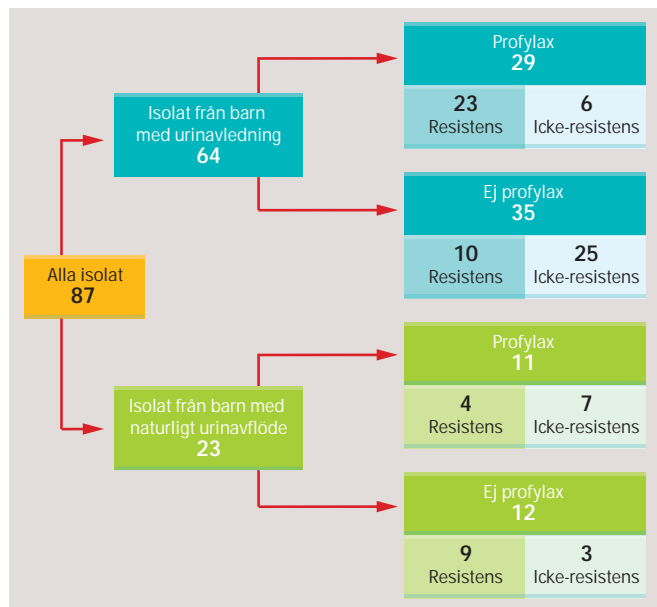 Profylax
29
23
Resistens
6
Icke-resistens
Isolat från barn
med urinavledning
64
Ej profylax
35
10
Resistens
25
Icke-resistens
Alla isolat
87
Profylax
11
4
Resistens
7
Icke-resistens
Isolat från barn med
naturligt urinavflöde
23
Ej profylax
12
9
Resistens
3
Icke-resistens